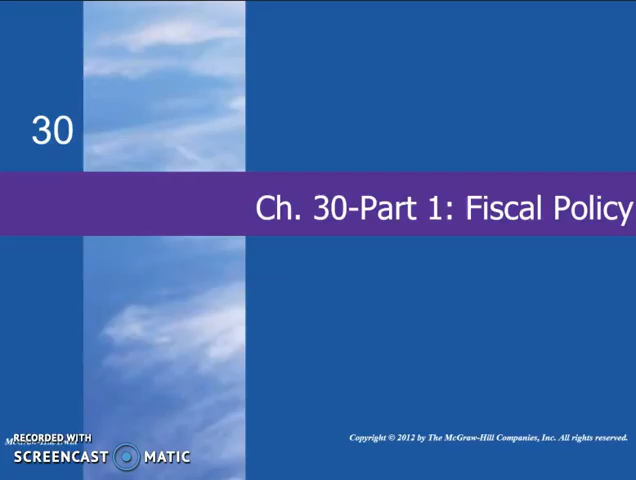 30
Ch. 30-Part 1: Fiscal Policy
Copyright © 2012 by The McGraw-Hill Companies, Inc. All rights reserved.
RECORDED WITH
SCREENCAST MATIC